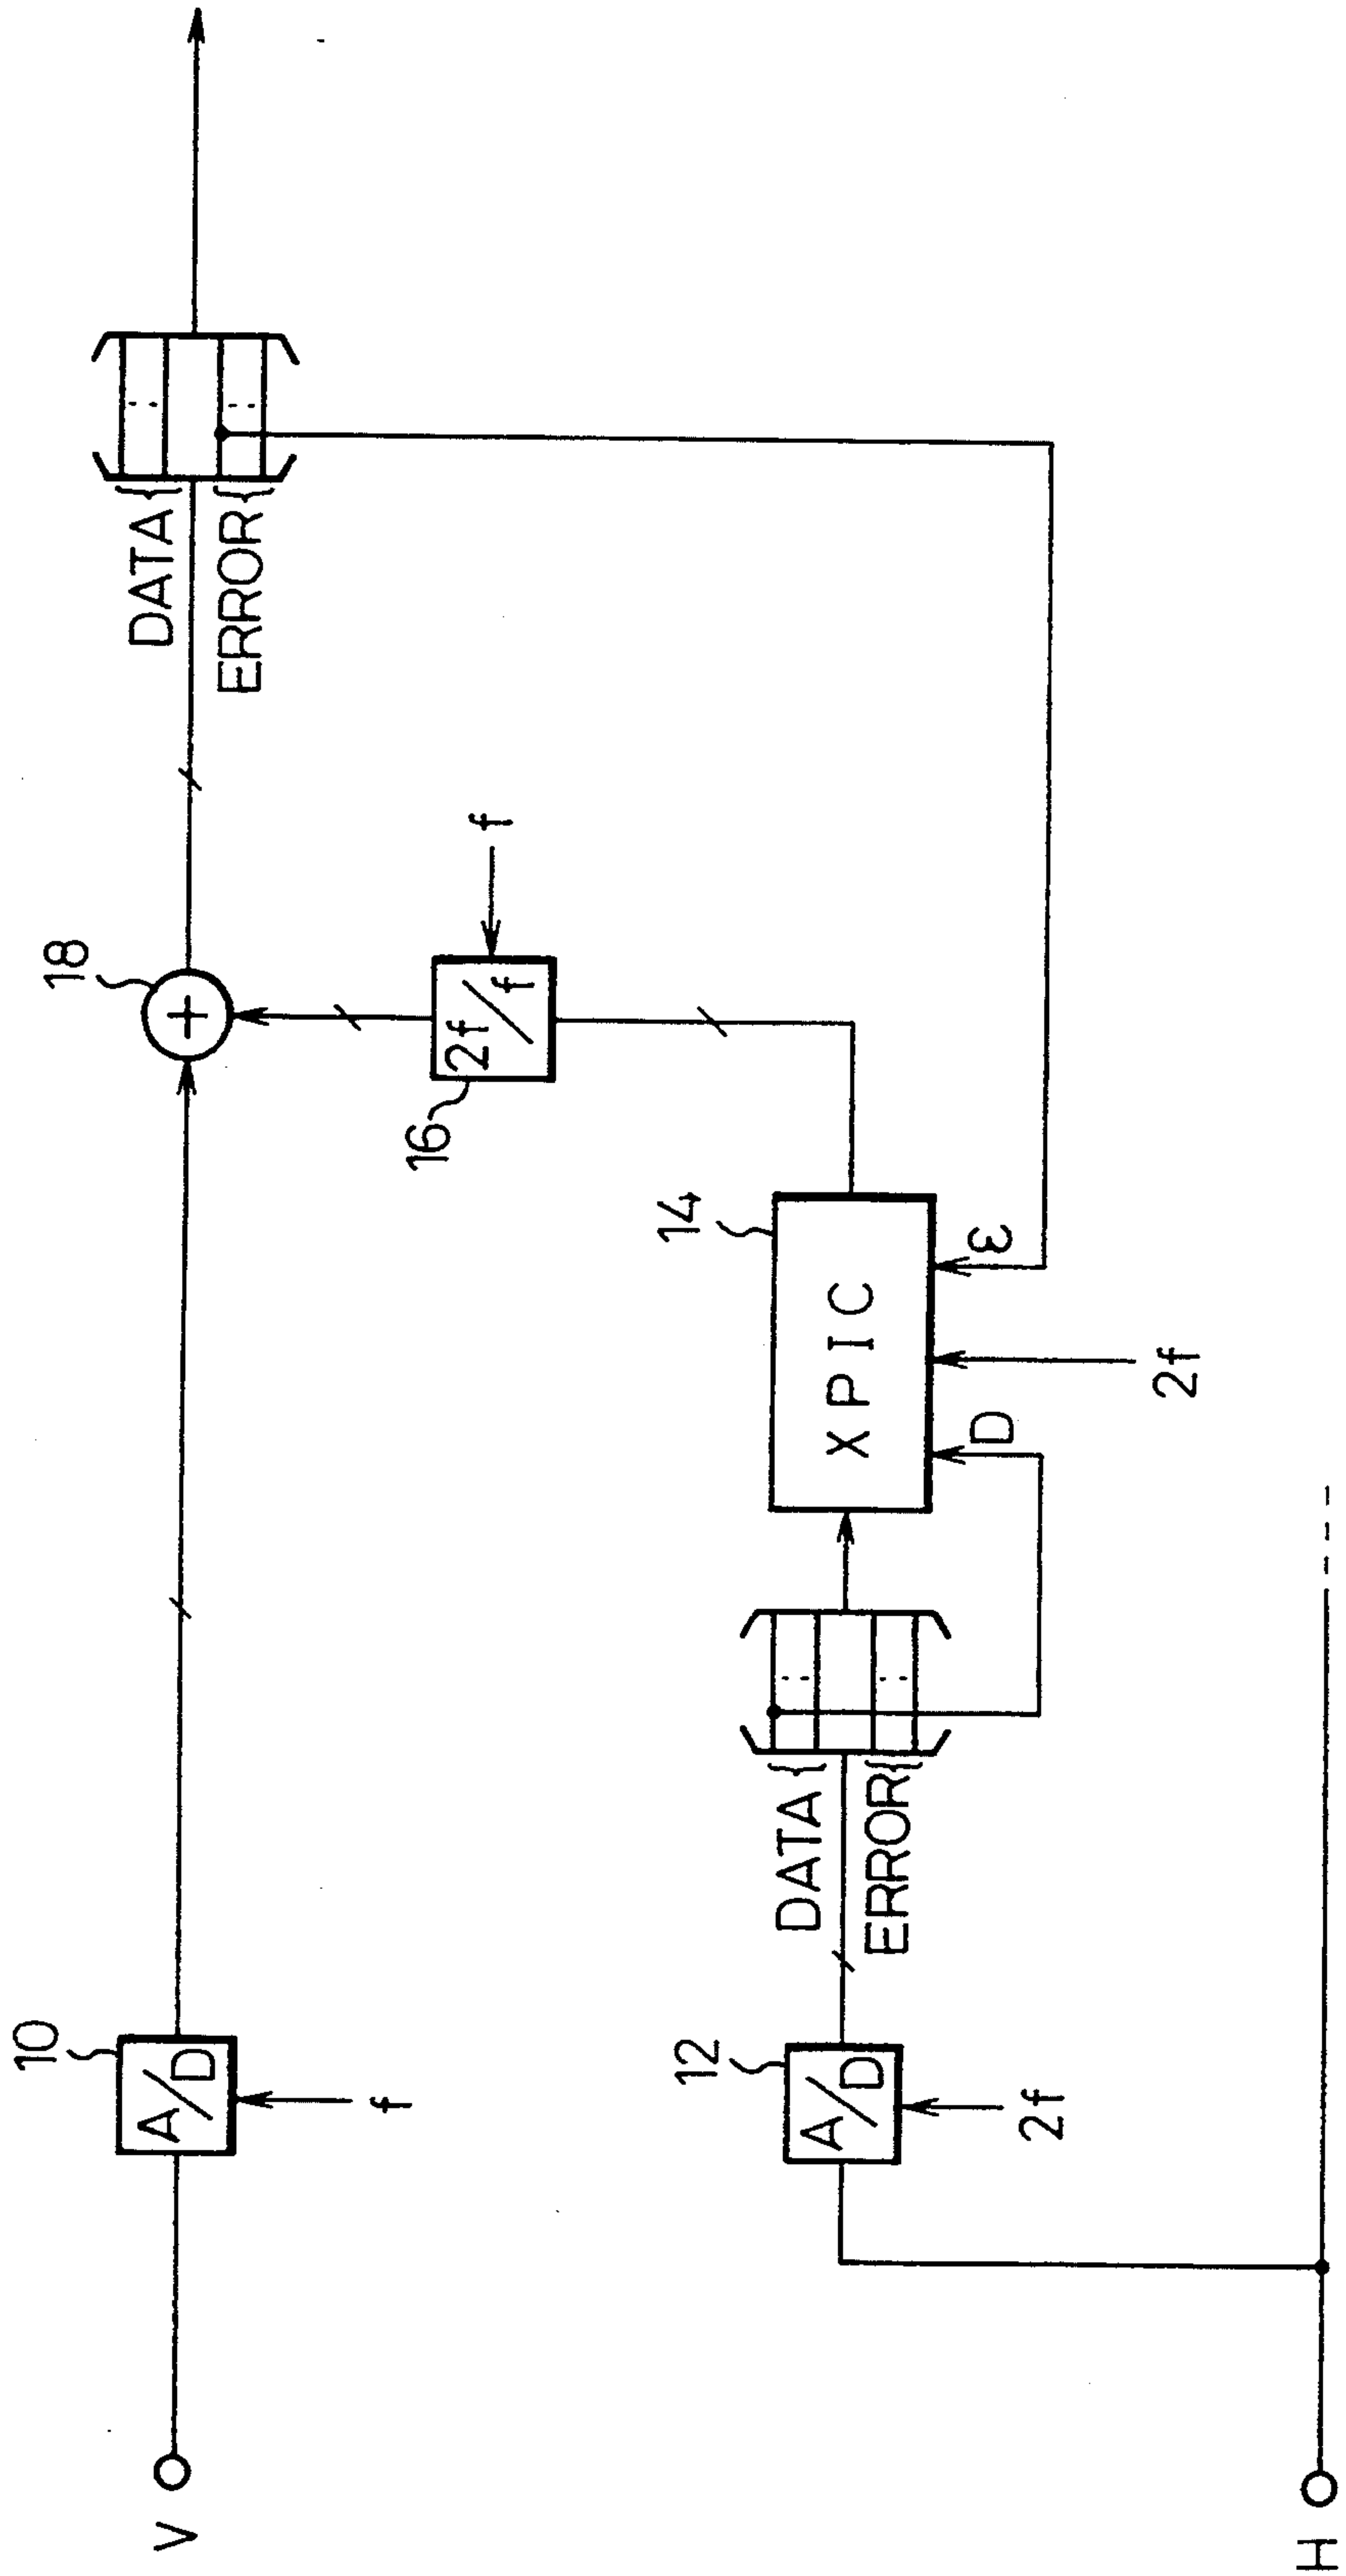 V
10
A/D
f
18
+
DATA
ERROR
16
2f/f
f
H
12
A/D
2f
DATA
ERROR
14
XPIC
D
2f
ε